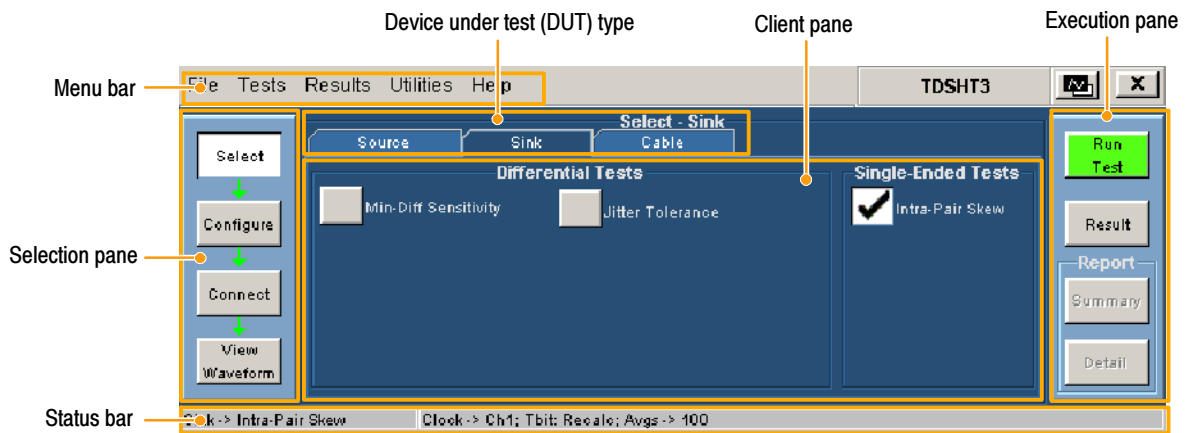 Device under test (DUT) type
Client pane
Execution pane
Menu bar
File Tests Results Utilities Help
TDSHT3
Select - Sink
Source Sink Cable
Select
Configure
Connect
View
Waveform
Selection pane
Differential Tests
Min-Diff Sensitivity
Jitter Tolerance
Single-Ended Tests
Intra-Pair Skew
Run
Test
Result
Report
Summary
Detail
Status bar
Sink -> Intra-Pair Skew
Clock -> Ch1; Tbit: Recalc; Avgs -> 100